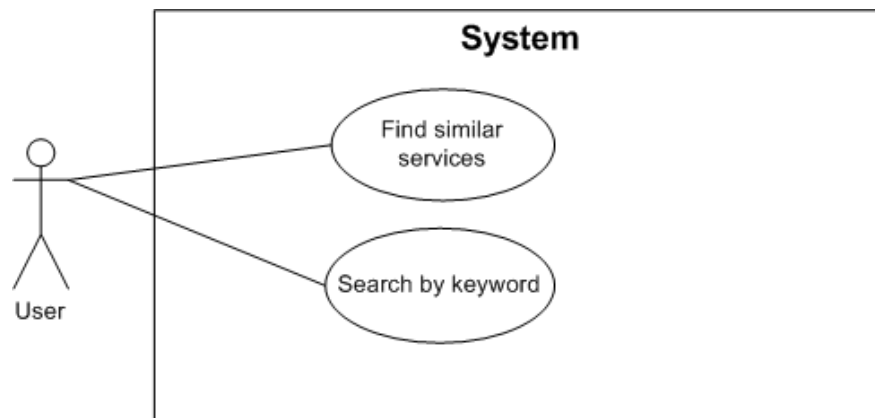 System
Find similar
services
Search by keyword
User